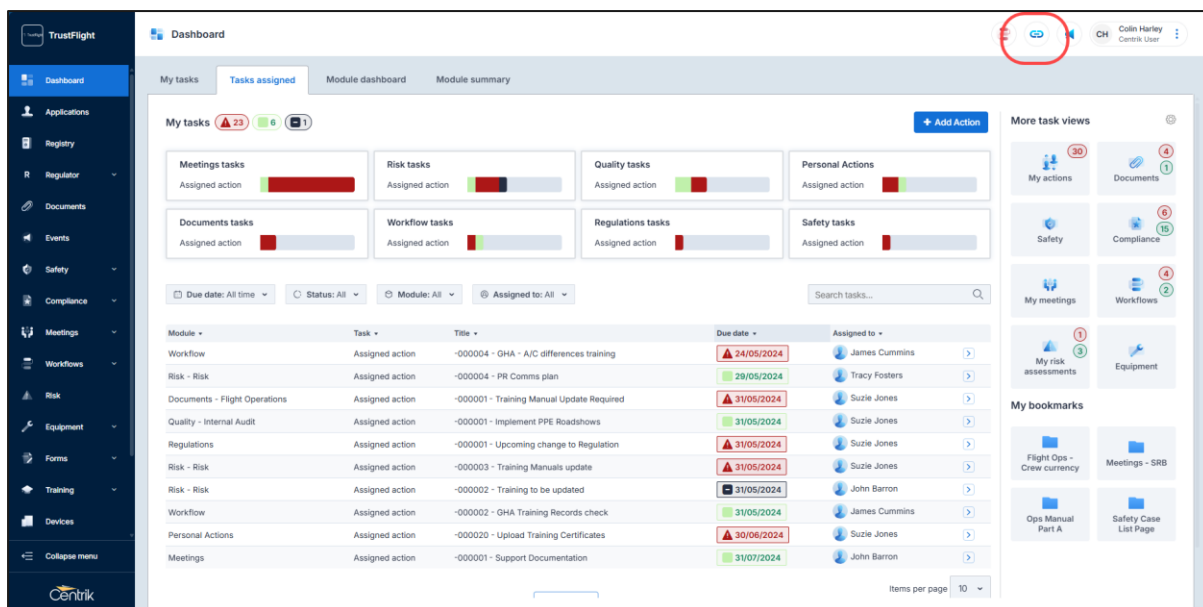 TrustFlight
Dashboard
CH
Colin Harley
Centrik User
Dashboard
Applications
Registry
R Regulator
Documents
Events
Safety
Compliance
Meetings
Workflows
Risk
Equipment
Forms
Training
Devices
Collapse menu
Centrik
My tasks Tasks assigned Module dashboard Module summary
My tasks 23 6 1
+ Add Action
Meetings tasks
Assigned action
Risk tasks
Assigned action
Quality tasks
Assigned action
Personal Actions
Assigned action
Documents tasks
Assigned action
Workflow tasks
Assigned action
Regulations tasks
Assigned action
Safety tasks
Assigned action
Due date: All time Status: All Module: All Assigned to: All
Search tasks...
Module Task Title Due date Assigned to
Workflow Assigned action -000004 - GHA - A/C differences training 24/05/2024 James Cummins
Risk - Risk Assigned action -000004 - PR Comms plan 29/05/2024 Tracy Fosters
Documents - Flight Operations Assigned action -000001 - Training Manual Update Required 31/05/2024 Suzie Jones
Quality - Internal Audit Assigned action -000001 - Implement PPE Roadshows 31/05/2024 Suzie Jones
Regulations Assigned action -000001 - Upcoming change to Regulation 31/05/2024 Suzie Jones
Risk - Risk Assigned action -000003 - Training Manuals update 31/05/2024 Suzie Jones
Risk - Risk Assigned action -000002 - Training to be updated 31/05/2024 John Barron
Workflow Assigned action -000002 - GHA Training Records check 31/05/2024 James Cummins
Personal Actions Assigned action -000020 - Upload Training Certificates 30/06/2024 Suzie Jones
Meetings Assigned action -000001 - Support Documentation 31/07/2024 John Barron
Items per page 10
More task views
30
My actions
4
1
Documents
Safety
6
15
Compliance
My meetings
4
2
Workflows
1
3
My risk
assessments
Equipment
My bookmarks
Flight Ops -
Crew currency
Meetings - SRB
Ops Manual
Part A
Safety Case
List Page